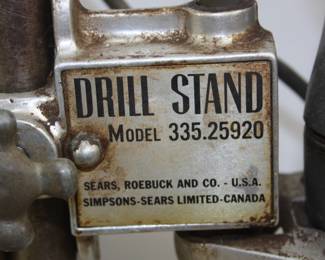 DRILL STAND
MODEL 335.25920
SEARS, ROEBUCK AND CO. - U.S.A.
SIMPSONS-SEARS LIMITED-CANADA